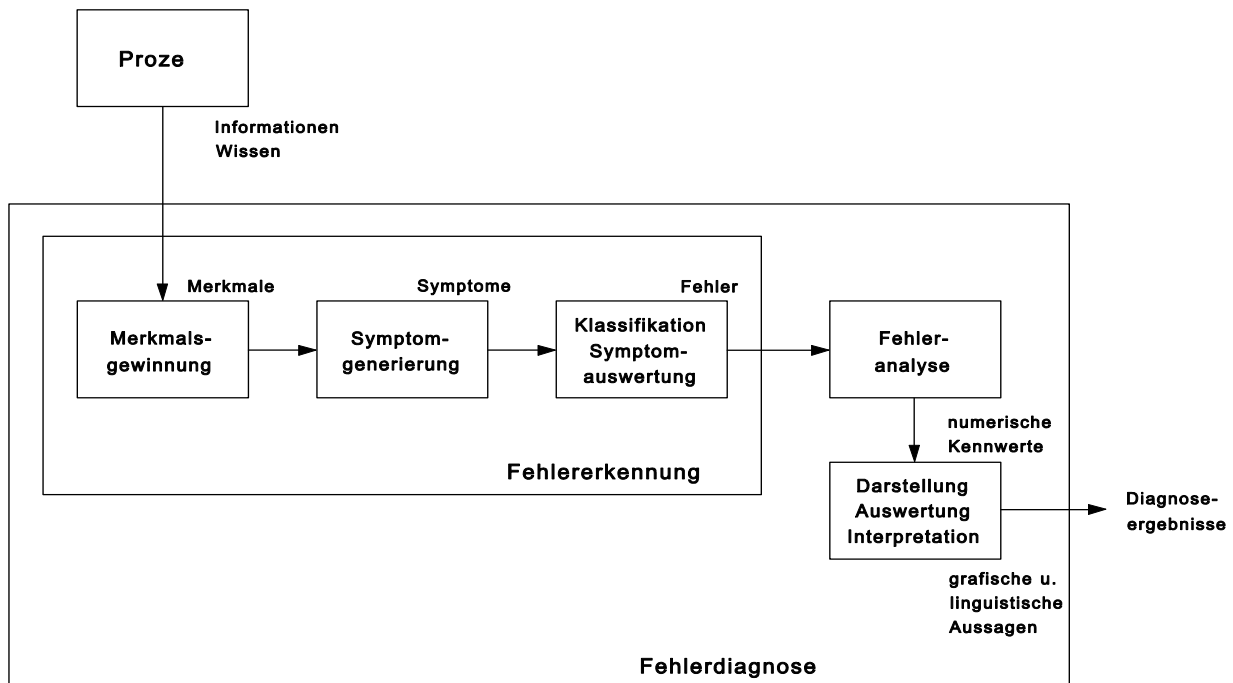 Proze
Informationen
Wissen
Merkmale
Symptome
Fehler
Merkmals-
gewinnung
Symptom-
generierung
Klassifikation
Symptom-
auswertung
Fehler-
analyse
numerische
Kennwerte
Fehlererkennung
Darstellung
Auswertung
Interpretation
Diagnose-
ergebnisse
grafische u.
linguistische
Aussagen
Fehlerdiagnose